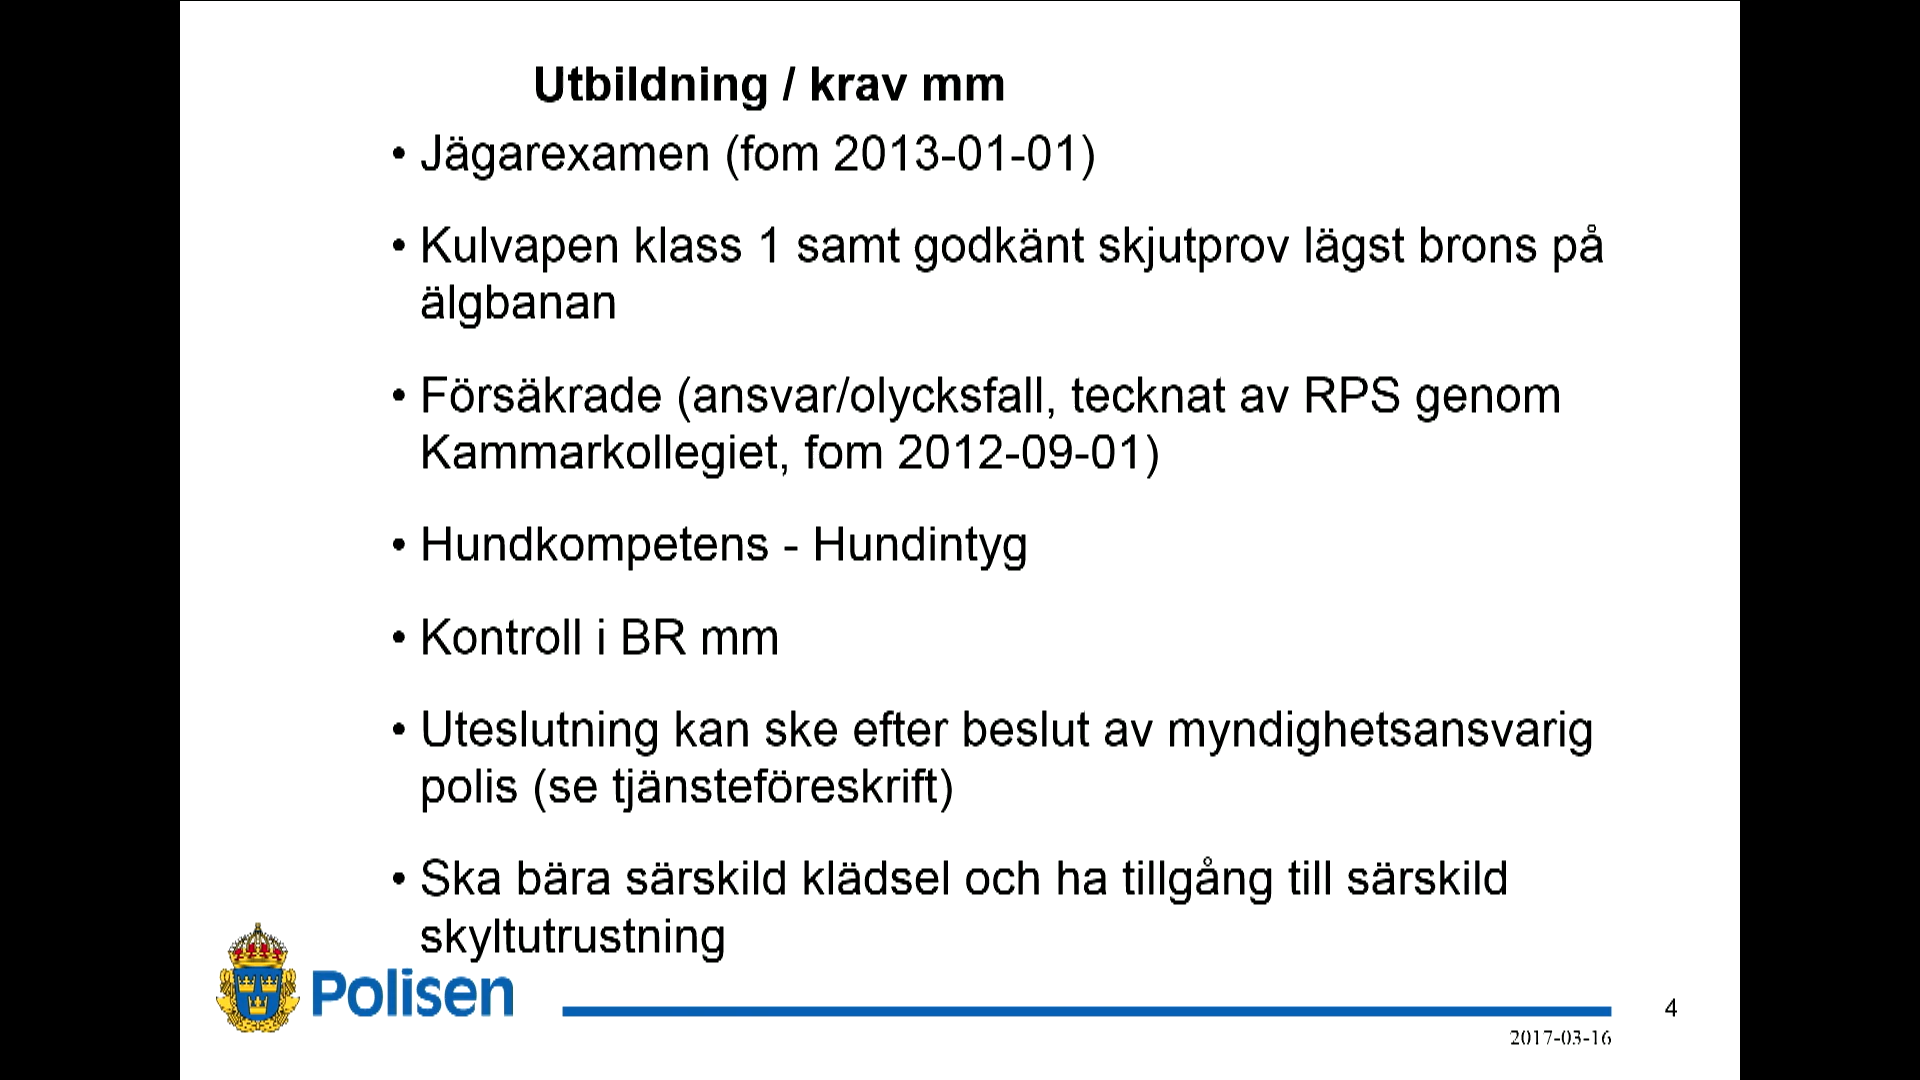 Utbildning / krav mm
• Jägarexamen (fom 2013-01-01)
• Kulvapen klass 1 samt godkänt skjutprov lägst brons på
älgbanan
• Försäkrade (ansvar/olycksfall, tecknat av RPS genom
Kammarkollegiet, fom 2012-09-01)
• Hundkompetens - Hundintyg
• Kontroll i BR mm
• Uteslutning kan ske efter beslut av myndighetsansvarig
polis (se tjänsteföreskrift)
• Ska bära särskild klädsel och ha tillgång till särskild
skyltutrustning
Polisen
4
2017-03-16